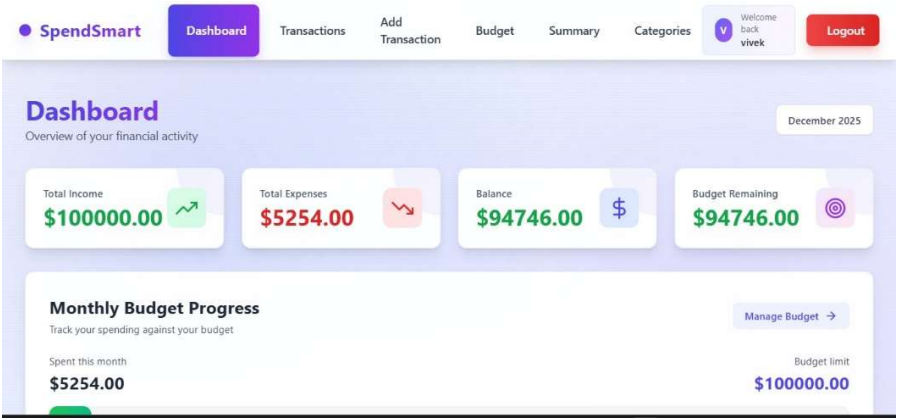 SpendSmart
Dashboard
Transactions
Add
Transaction
Budget
Summary
Categories
V
Welcome
back
vivek
Logout
Dashboard
Overview of your financial activity
December 2025
Total Income
$100000.00
Total Expenses
$5254.00
Balance
$94746.00
$
Budget Remaining
$94746.00
Monthly Budget Progress
Track your spending against your budget
Manage Budget →
Spent this month
$5254.00
Budget limit
$100000.00